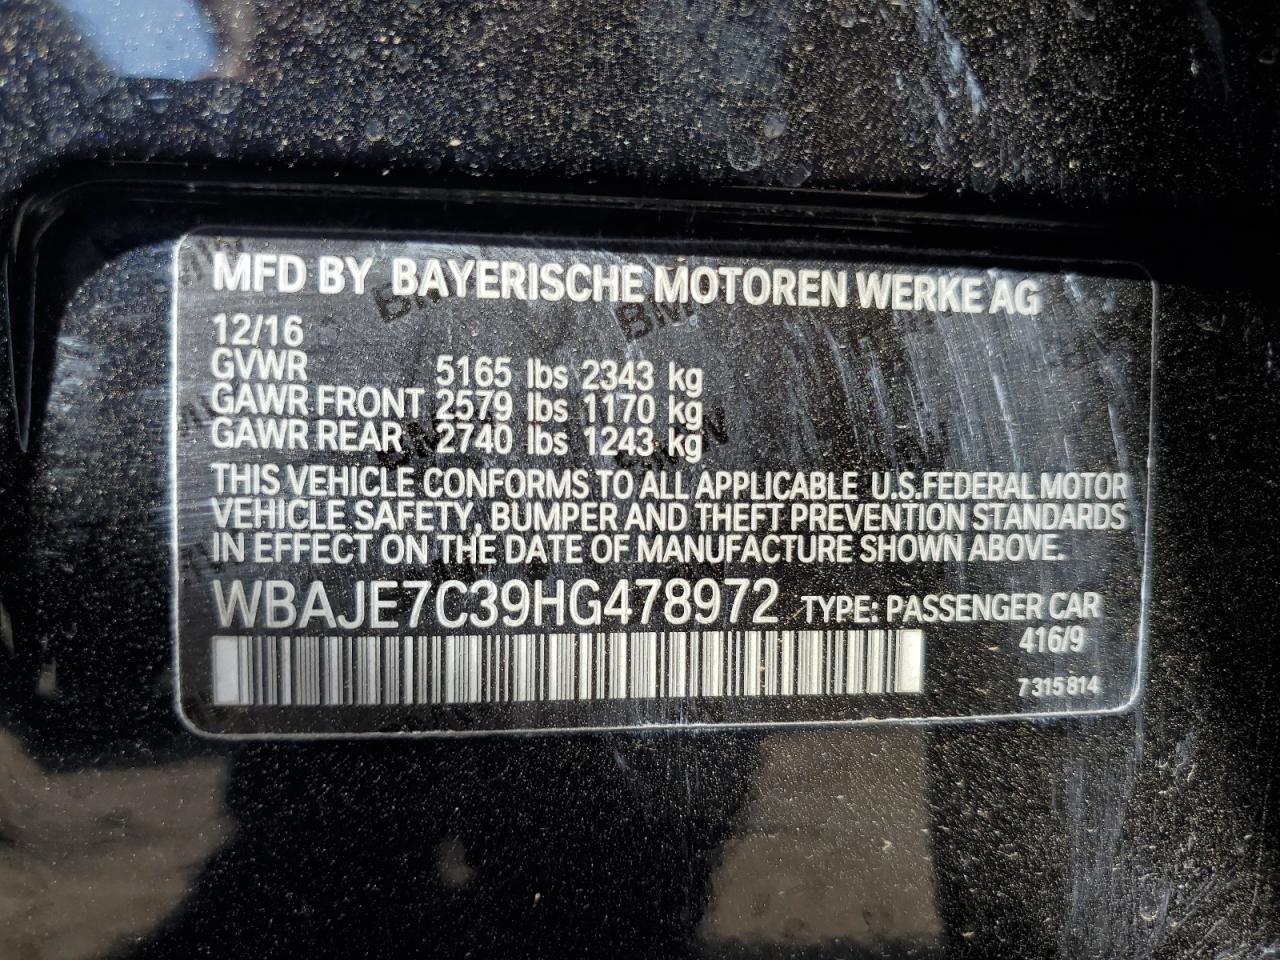 MFD BY BAYERISCHE MOTOREN WERKE AG
12/16
GVWR 5165 lbs 2343 kg
GAWR FRONT 2579 lbs 1170 kg
GAWR REAR 2740 lbs 1243 kg
THIS VEHICLE CONFORMS TO ALL APPLICABLE U.S.FEDERAL MOTOR
VEHICLE SAFETY, BUMPER AND THEFT PREVENTION STANDARDS
IN EFFECT ON THE DATE OF MANUFACTURE SHOWN ABOVE.
WBAJE7C39HG478972 TYPE: PASSENGER CAR
416/9
7 315 814